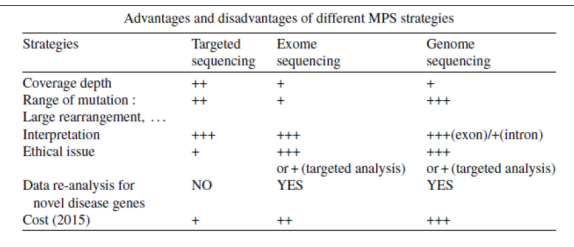 Advantages and disadvantages of different MPS strategies
Strategies Targeted Exome Genome
sequencing sequencing sequencing
Coverage depth ++ + +
Range of mutation : ++ + +++
Large rearrangement, ...
Interpretation +++ +++ +++(exon)/+(intron)
Ethical issue + +++ +++
or + (targeted analysis) or + (targeted analysis)
Data re-analysis for NO YES YES
novel disease genes
Cost (2015) + ++ +++